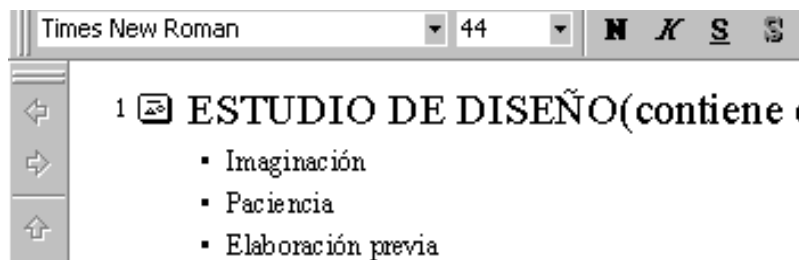 Times New Roman 44 N K S S
1 ESTUDIO DE DISEÑO(contiene
▪ Imaginación
▪ Paciencia
▪ Elaboración previa